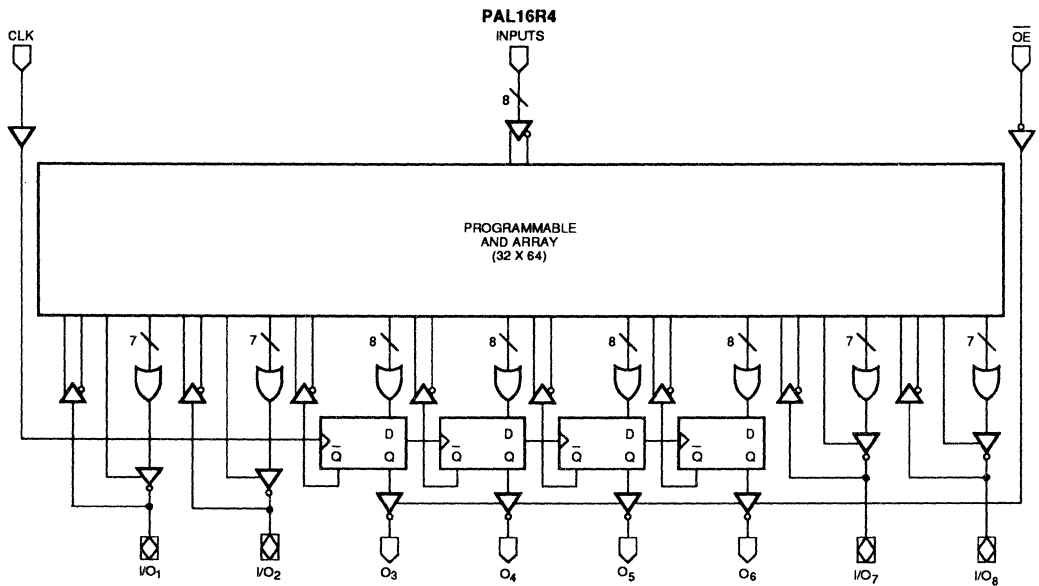 PAL16R4
CLK
INPUTS
O̅E̅
8
PROGRAMMABLE
AND ARRAY
(32 X 64)
7
7
8
8
8
8
7
7
D
Q̅
Q
D
Q̅
Q
D
Q̅
Q
D
Q̅
Q
I/O₁
I/O₂
O₃
O₄
O₅
O₆
I/O₇
I/O₈